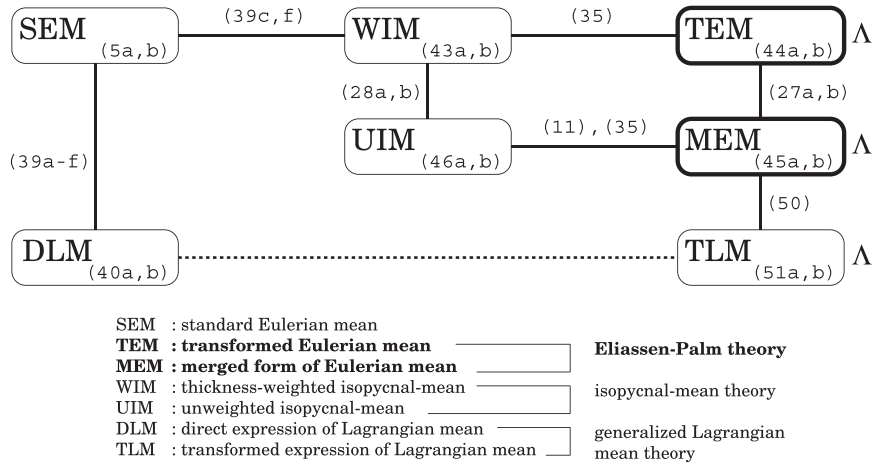 (39c,f) (35)
SEM (5a,b) WIM (43a,b) TEM (44a,b) Λ
(28a,b) (27a,b)
(11),(35)
UIM (46a,b) MEM (45a,b) Λ
(39a-f)
(50)
DLM (40a,b) TLM (51a,b) Λ
SEM : standard Eulerian mean
TEM : transformed Eulerian mean
Eliassen-Palm theory
MEM : merged form of Eulerian mean
WIM : thickness-weighted isopycnal-mean
isopycnal-mean theory
UIM : unweighted isopycnal-mean
DLM : direct expression of Lagrangian mean
generalized Lagrangian
TLM : transformed expression of Lagrangian mean
mean theory